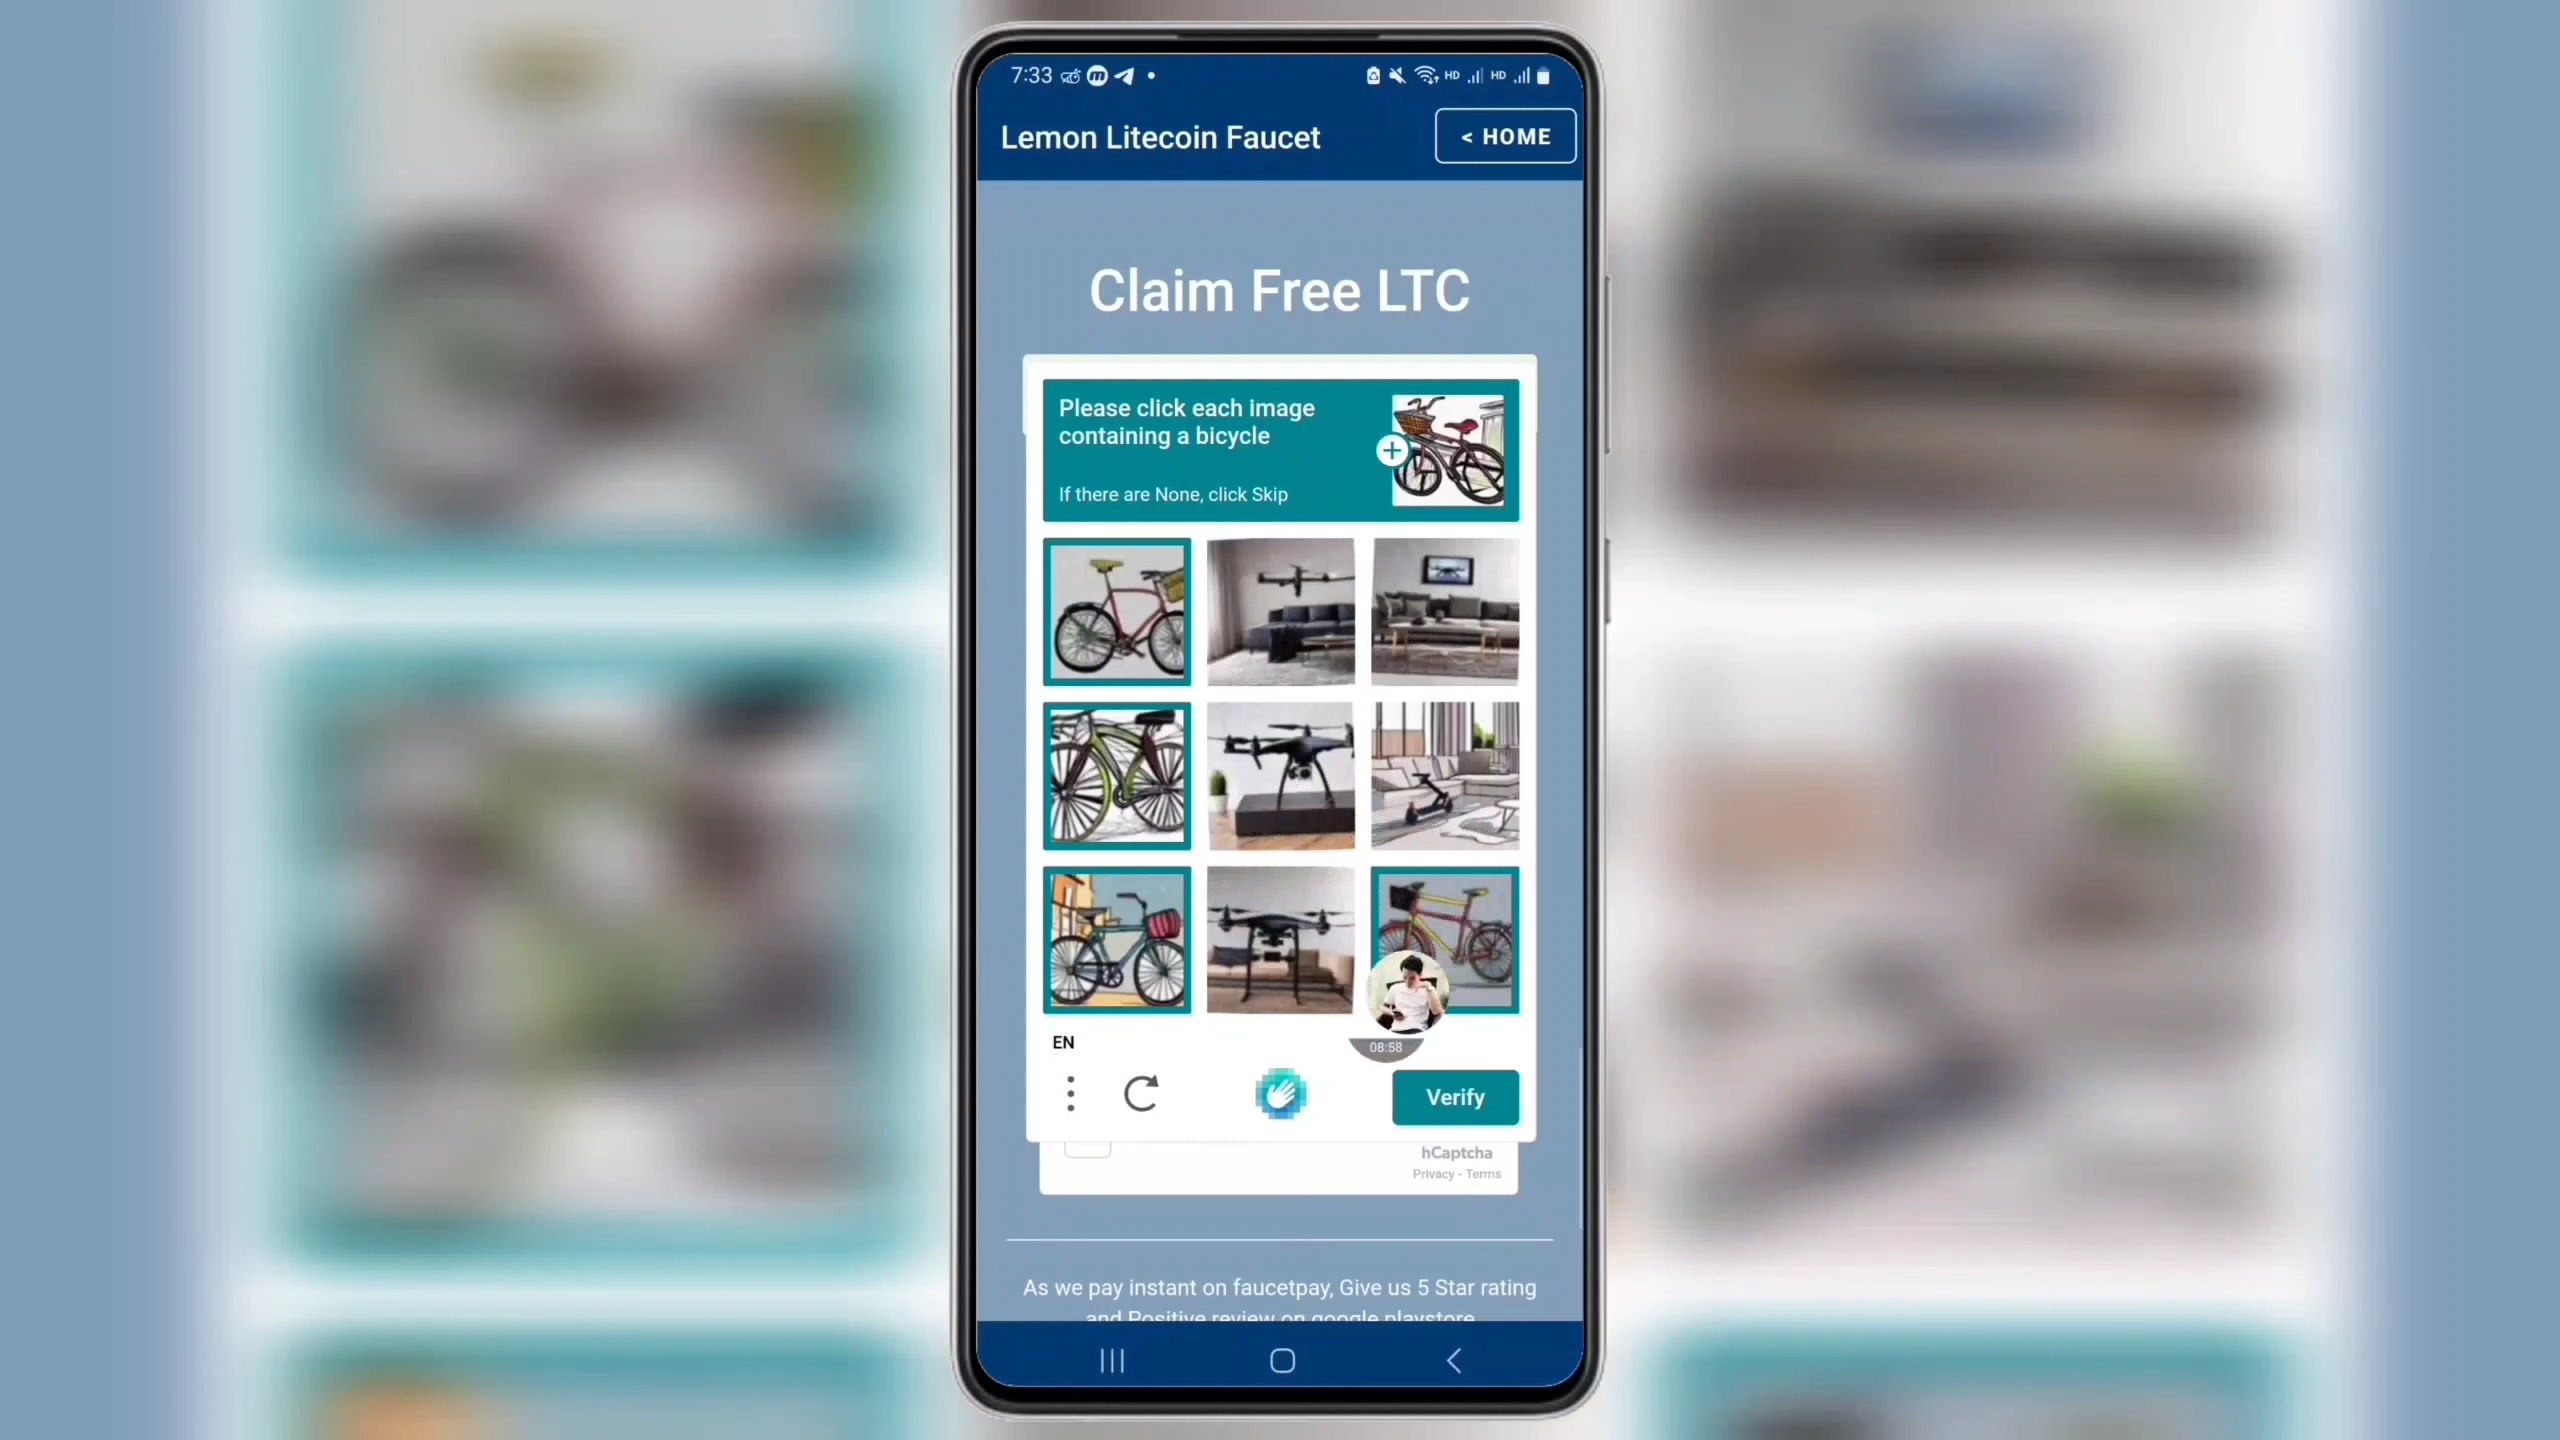 7:33
HD HD
Lemon Litecoin Faucet
< HOME
Claim Free LTC
Please click each image
containing a bicycle
If there are None, click Skip
EN
08:58
Verify
hCaptcha
Privacy - Terms
As we pay instant on faucetpay, Give us 5 Star rating
and Positive review on google playstore